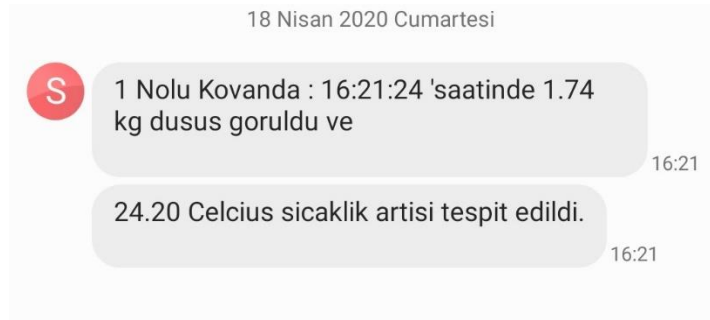 18 Nisan 2020 Cumartesi
S
1 Nolu Kovanda : 16:21:24 'saatinde 1.74
kg dusus goruldu ve
16:21
24.20 Celcius sicaklik artisi tespit edildi.
16:21